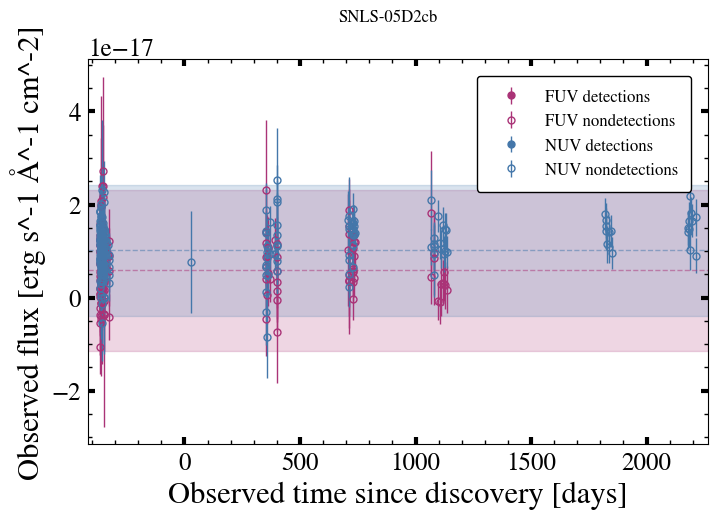 SNLS-05D2cb
1e−17
FUV detections
FUV nondetections
NUV detections
NUV nondetections
4
2
0
−2
Observed flux [erg s^-1 Å^-1 cm^-2]
0 500 1000 1500 2000
Observed time since discovery [days]